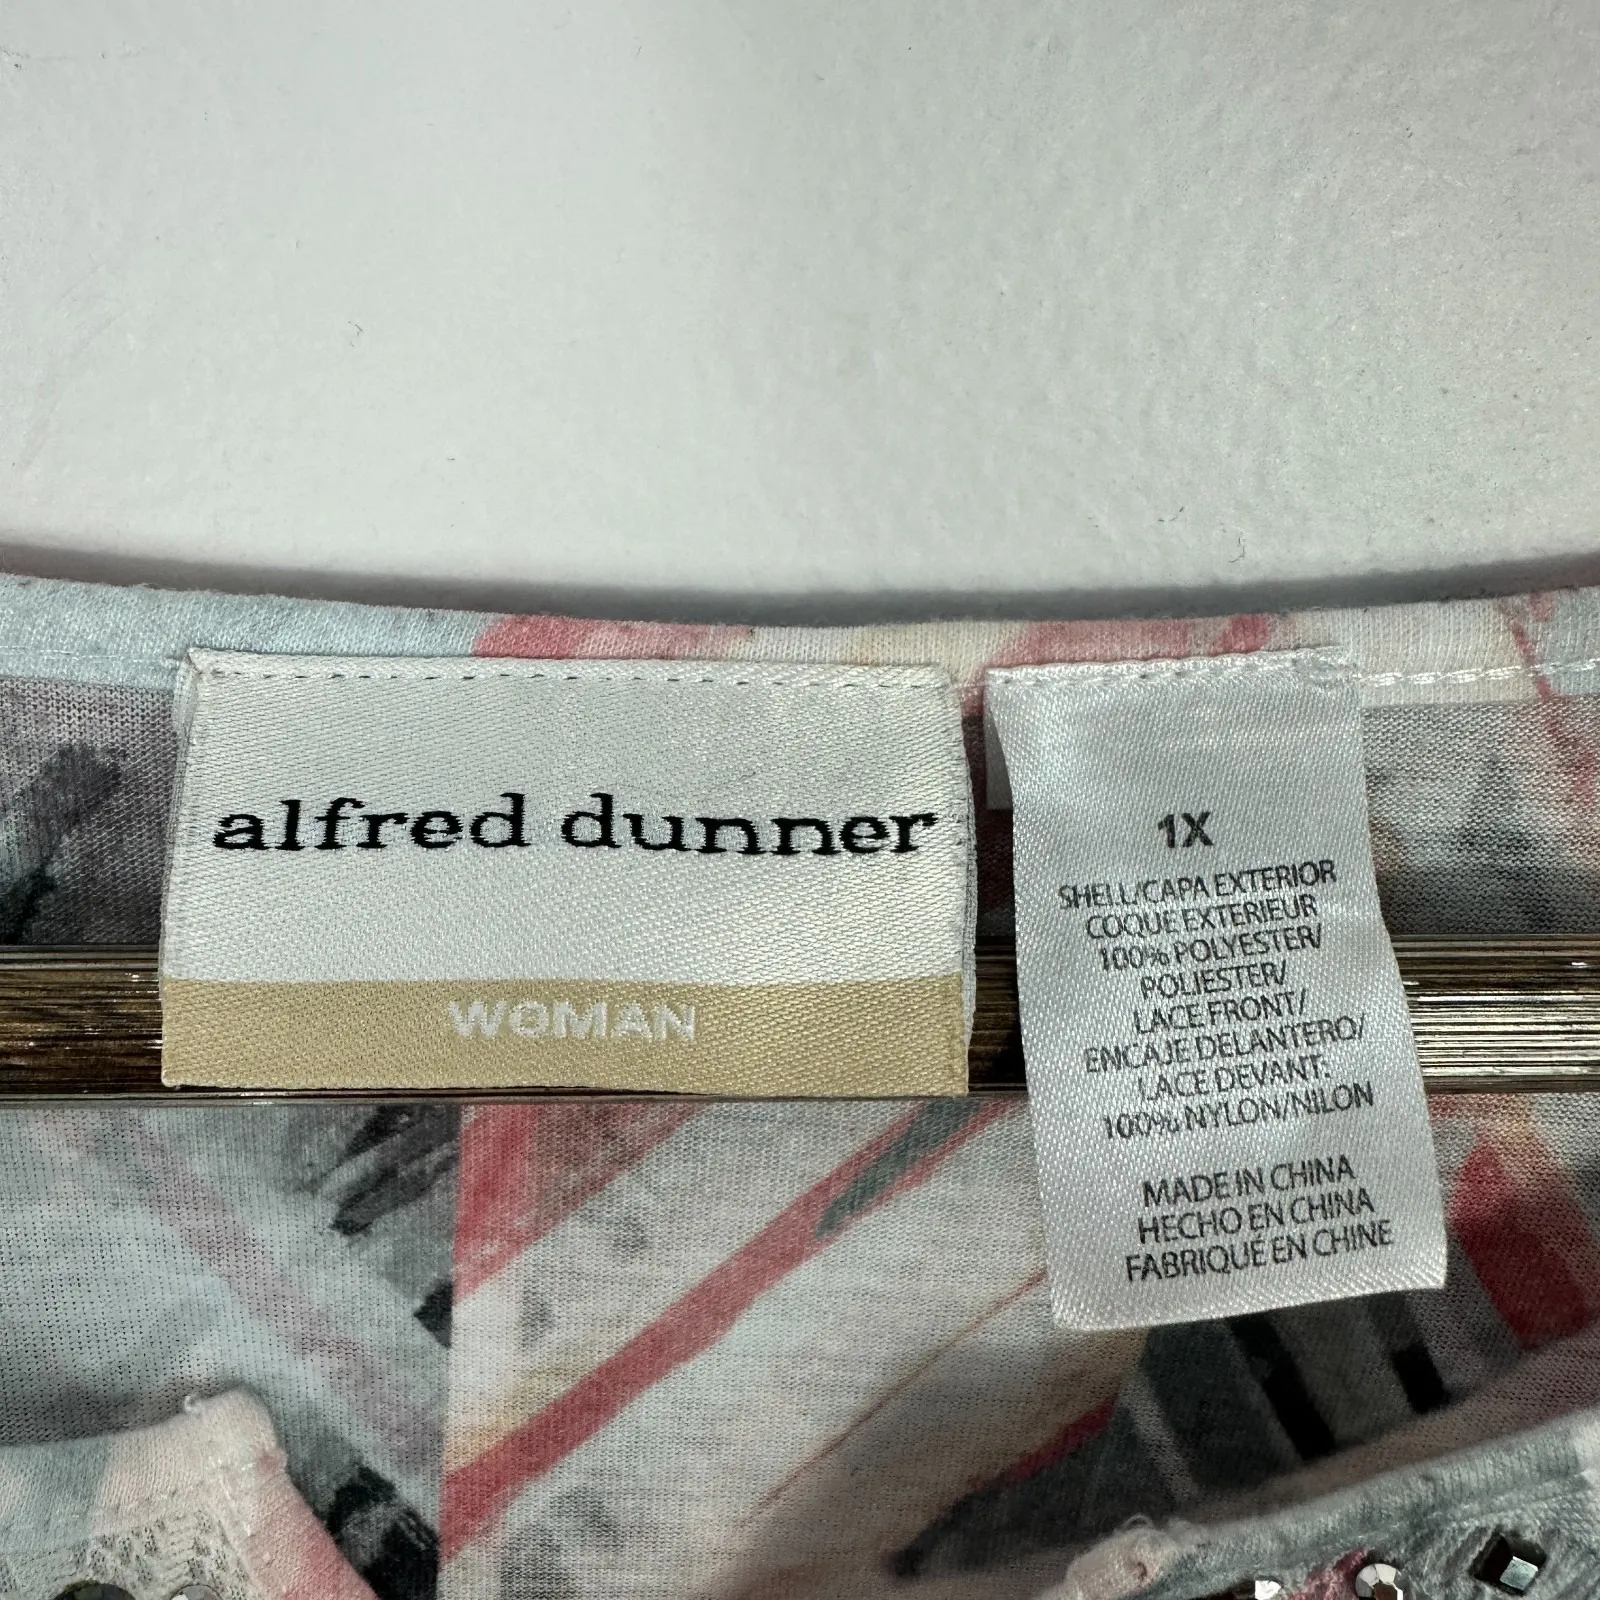 alfred dunner
WOMAN
1X
SHELL/CAPA EXTERIOR
COQUE EXTERIEUR
100% POLYESTER/
POLIESTER/
LACE FRONT/
ENCAJE DELANTERO/
LACE DEVANT:
100% NYLON/NILON
MADE IN CHINA
HECHO EN CHINA
FABRIQUÉ EN CHINE